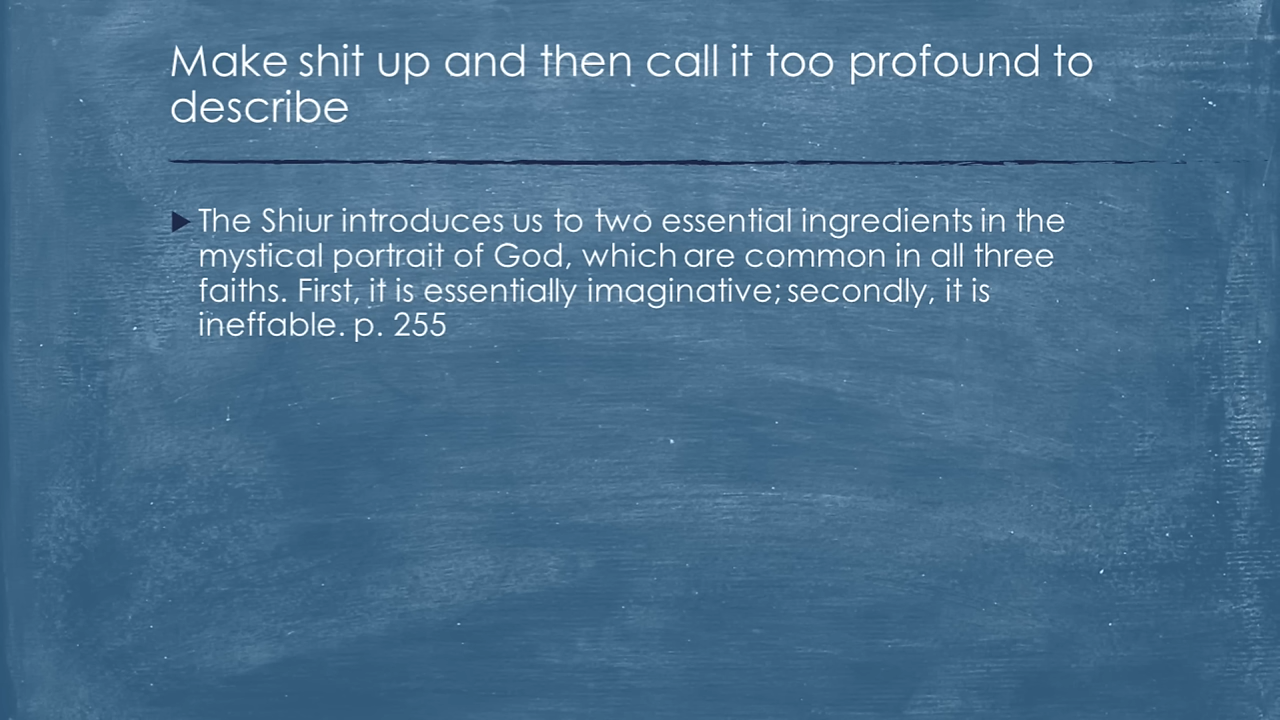 Make shit up and then call it too profound to
describe
The Shiur introduces us to two essential ingredients in the
mystical portrait of God, which are common in all three
faiths. First, it is essentially imaginative; secondly, it is
ineffable. p. 255